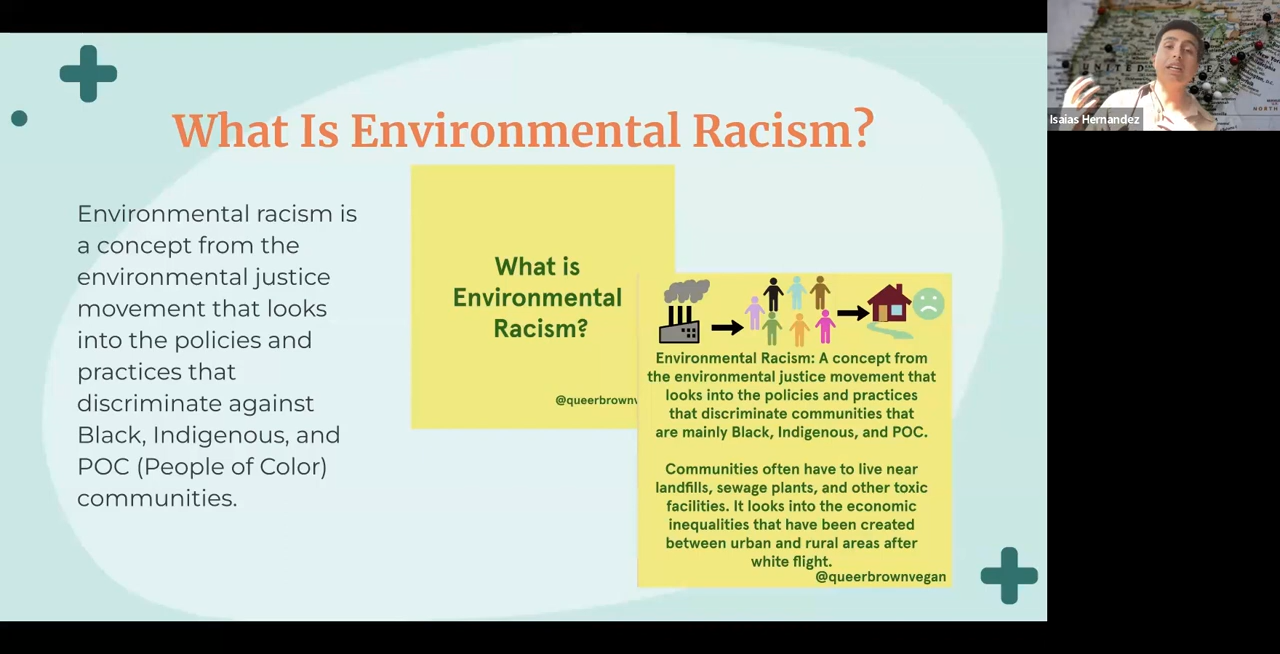 What Is Environmental Racism?
Environmental racism is
a concept from the
environmental justice
movement that looks
into the policies and
practices that
discriminate against
Black, Indigenous, and
POC (People of Color)
communities.
What is
Environmental
Racism?
@queerbrownv
Environmental Racism: A concept from
the environmental justice movement that
looks into the policies and practices
that discriminate communities that
are mainly Black, Indigenous, and POC.
Communities often have to live near
landfills, sewage plants, and other toxic
facilities. It looks into the economic
inequalities that have been created
between urban and rural areas after
white flight.
@queerbrownvegan
UNITED
Isaias Hernandez